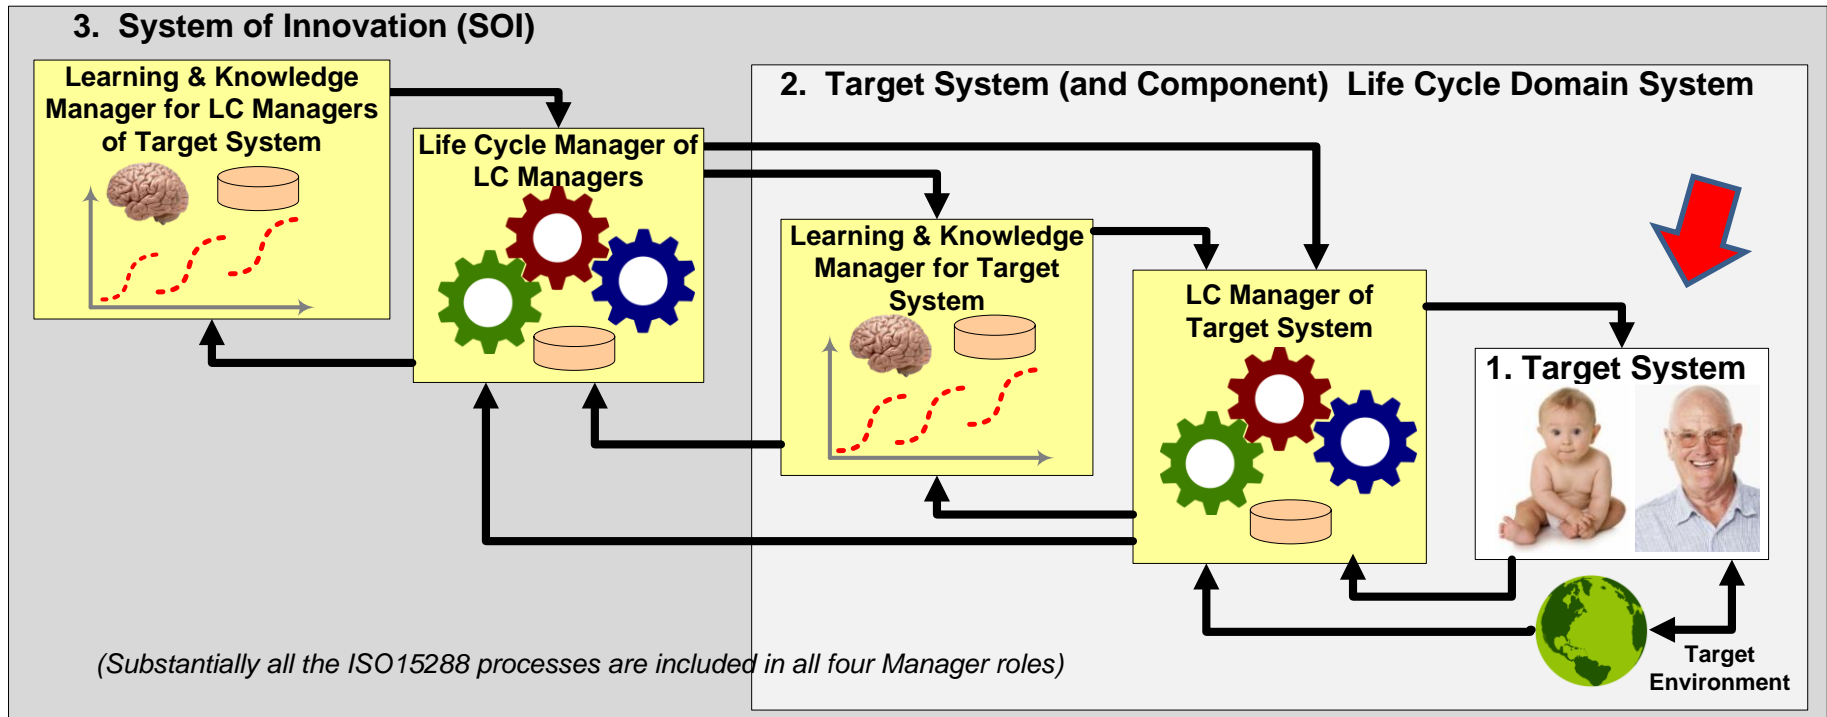 3. System of Innovation (SOI)
Learning & Knowledge
Manager for LC Managers
of Target System
Life Cycle Manager of
LC Managers
2. Target System (and Component) Life Cycle Domain System
Learning & Knowledge
Manager for Target
System
LC Manager of
Target System
1. Target System
Target
Environment
(Substantially all the ISO15288 processes are included in all four Manager roles)